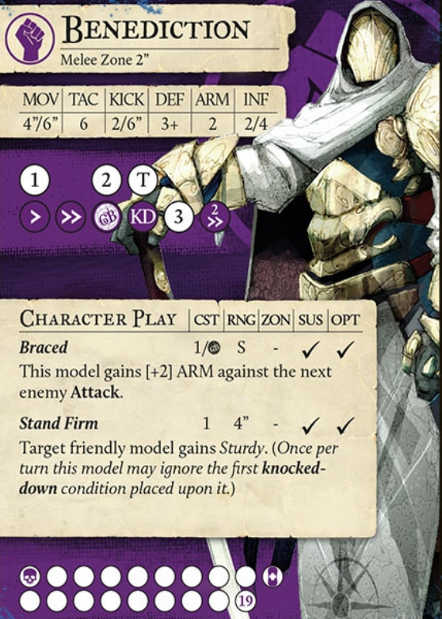 BENEDICTION
Melee Zone 2"
MOV TAC KICK DEF ARM INF
4"/6" 6 2/6" 3+ 2 2/4
1 2 T
> >> GB KD 3 2 >>
CHARACTER PLAY CST RNG ZON SUS OPT
Braced 1/GB S - ✓ ✓
This model gains [+2] ARM against the next
enemy Attack.
Stand Firm 1 4" - ✓ ✓
Target friendly model gains Sturdy. (Once per
turn this model may ignore the first knocked-
down condition placed upon it.)
19